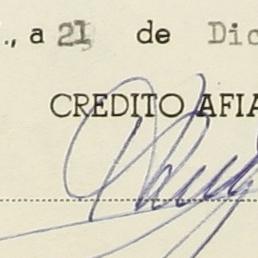 ., a 21 de Dic
CREDITO AFIA